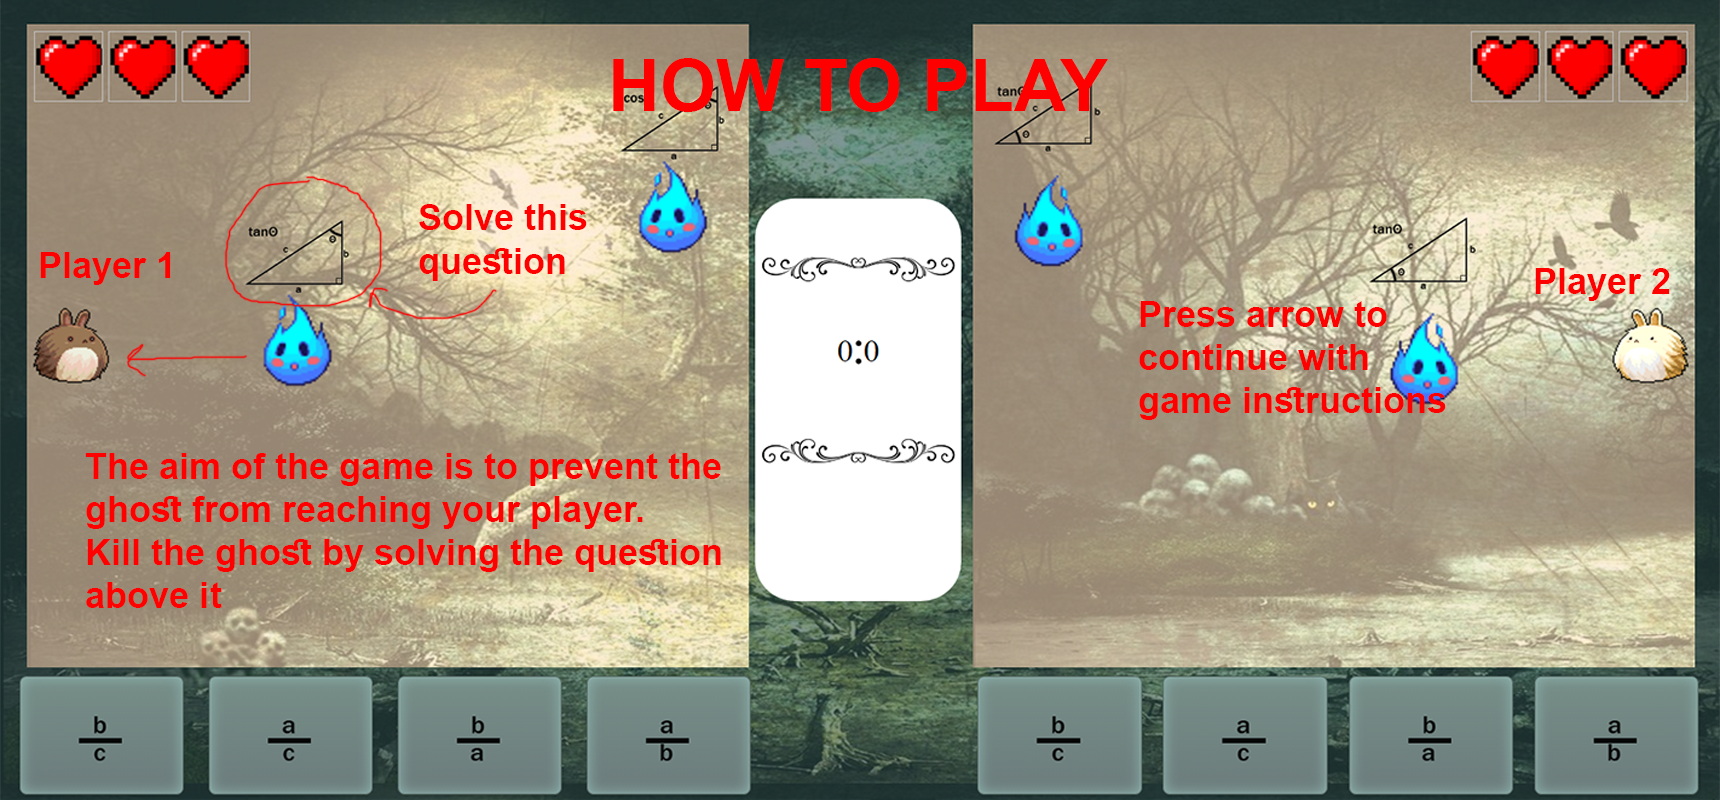 HOW TO PLAY
cos
c
Θ
b
a
tanΘ
c
Θ
b
a
Player 1
tanΘ
c
Θ
b
a
Solve this
question
0:0
tanΘ
c
Θ
b
a
Player 2
Press arrow to
continue with
game instructions
The aim of the game is to prevent the
ghost from reaching your player.
Kill the ghost by solving the question
above it
b
c
a
c
b
a
a
b
b
c
a
c
b
a
a
b